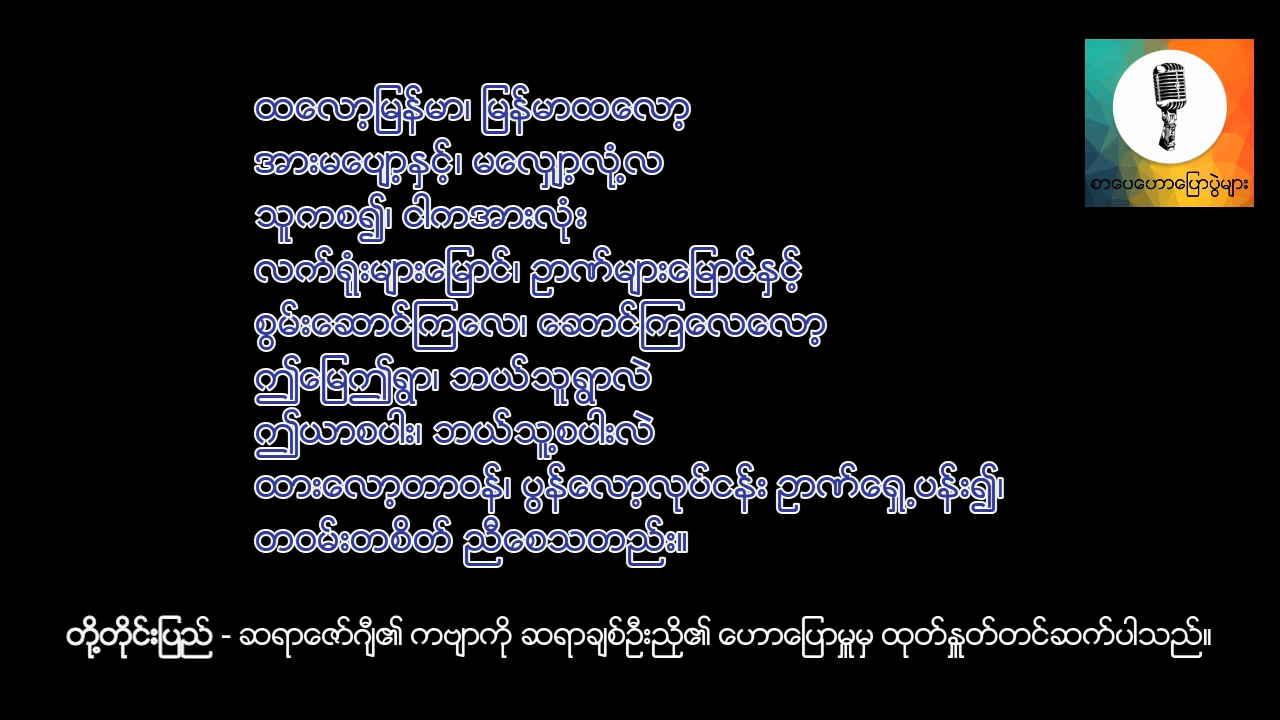 ထလော့မြန်မာ၊ မြန်မာထလော့
အားမပျော့နှင့်၊ မလျှော့လုံ့လ
သူကစ၍၊ ငါကအားလုံး
လက်ရုံးများမြောင်၊ ဉာဏ်များမြောင်နှင့်
စွမ်းဆောင်ကြလေ၊ ဆောင်ကြလေလော့
ဤမြေဤရွာ၊ ဘယ်သူရွာလဲ
ဤယာစပါး၊ ဘယ်သူ့စပါးလဲ
ထားလော့တာဝန်၊ ပွန်လော့လုပ်ငန်း ဉာဏ်ရှေ့ပန်း၍၊
တဝမ်းတစိတ် ညီစေသတည်း။
စာပေဟောပြောပွဲများ
တို့တိုင်းပြည် - ဆရာဇော်ဂျီ၏ ကဗျာကို ဆရာချစ်ဦးညို၏ ဟောပြောမှုမှ ထုတ်နှုတ်တင်ဆက်ပါသည်။